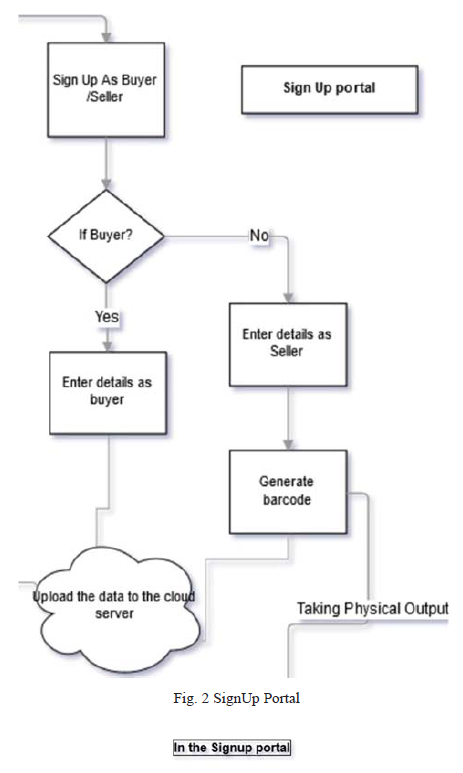 Sign Up As Buyer
/Seller
Sign Up portal
If Buyer?
No
Yes
Enter details as
Seller
Enter details as
buyer
Generate
barcode
Upload the data to the cloud
server
Taking Physical Output
Fig. 2 SignUp Portal
In the Signup portal